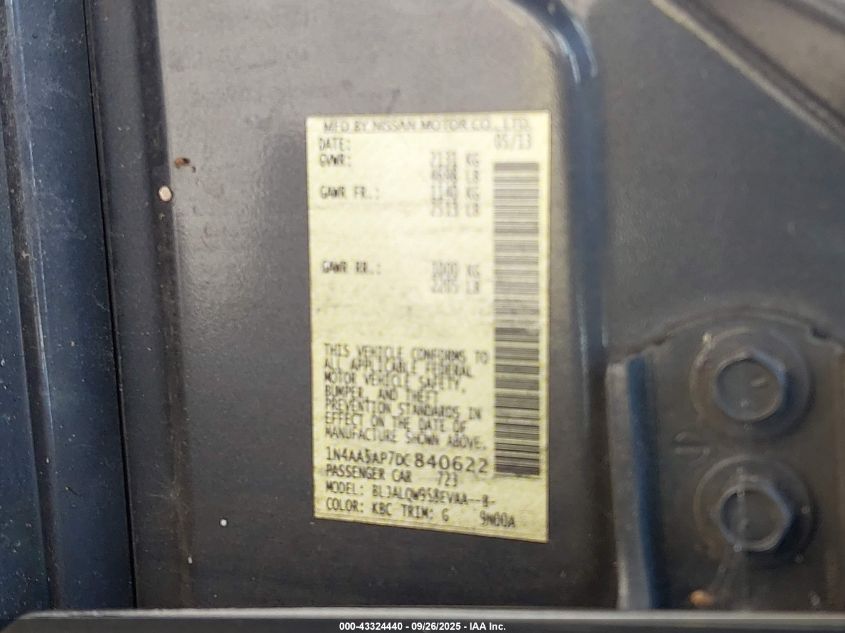 MFD BY NISSAN MOTOR CO., LTD.
DATE: 05/13
GVWR: 2131 KG
4698 LB
GAWR FR.: 1140 KG
2513 LB
GAWR RR.: 1000 KG
2205 LB
THIS VEHICLE CONFORMS TO
ALL APPLICABLE FEDERAL
MOTOR VEHICLE SAFETY,
BUMPER, AND THEFT
PREVENTION STANDARDS IN
EFFECT ON THE DATE OF
MANUFACTURE SHOWN ABOVE.
1N4AA5AP7DC840622
PASSENGER CAR 723
MODEL: BLJALQW958EVAA--B-
COLOR: KBC TRIM: G 9N00A
000-43324440 - 09/26/2025 - IAA Inc.